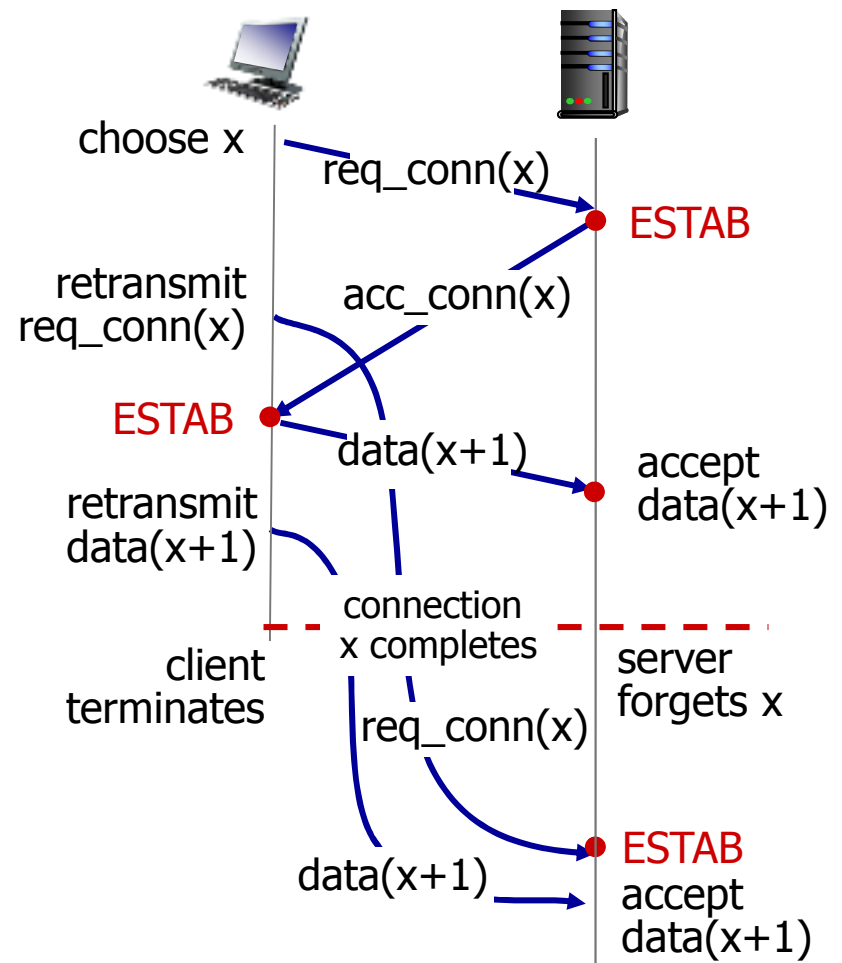 choose x
req_conn(x)
ESTAB
retransmit
req_conn(x)
acc_conn(x)
ESTAB
data(x+1)
accept
data(x+1)
retransmit
data(x+1)
connection
x completes
client
terminates
server
forgets x
req_conn(x)
ESTAB
data(x+1)
accept
data(x+1)